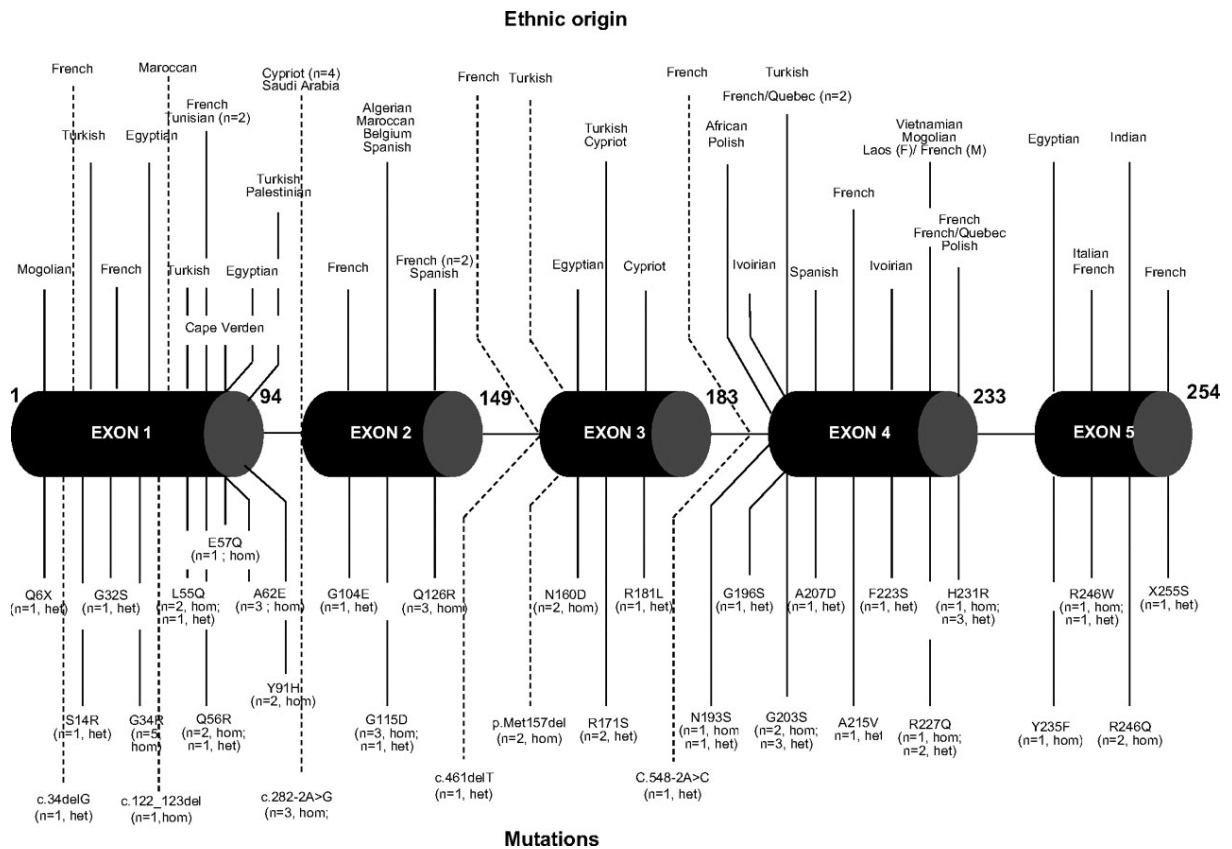 Ethnic origin
French
Maroccan
Cypriot (n=4)
Saudi Arabia
French
Turkish
French
Turkish
French/Quebec (n=2)
Turkish
Egyptian
French
Tunisian (n=2)
Algerian
Maroccan
Belgium
Spanish
Turkish
Cypriot
African
Polish
Vietnamian
Mogolian
Laos (F)/ French (M)
Egyptian
Indian
Turkish
Palestinian
French
French
French/Quebec
Polish
Mogolian
French
Turkish
Egyptian
French
French (n=2)
Spanish
Egyptian
Cypriot
Ivoirian
Spanish
Ivoirian
Italian
French
French
Cape Verden
1
94
149
183
233
254
EXON 1
EXON 2
EXON 3
EXON 4
EXON 5
E57Q
(n=1 ; hom)
Q6X
(n=1, het)
G32S
(n=1, het)
L55Q
(n=2, hom;
n=1, het)
A62E
(n=3 ; hom)
G104E
(n=1, het)
Q126R
(n=3, hom)
N160D
(n=2, hom)
R181L
(n=1, het)
G196S
(n=1, het)
A207D
(n=1, het)
F223S
(n=1, het)
H231R
(n=1, hom;
n=3, het)
R246W
(n=1, hom;
n=1, het)
X255S
(n=1, het)
Y91H
(n=2, hom)
S14R
(n=1, het)
G34R
(n=5,
hom)
Q56R
(n=2, hom;
n=1, het)
G115D
(n=3, hom;
n=1, het)
p.Met157del
(n=2, hom)
R171S
(n=2, het)
N193S
(n=1, hom
n=1, het)
G203S
(n=2, hom;
n=3, het)
A215V
n=1, het
R227Q
(n=1, hom;
n=2, het)
Y235F
(n=1, hom)
R246Q
(n=2, hom)
c.34delG
(n=1, het)
c.122_123del
(n=1,hom)
c.282-2A>G
(n=3, hom;
c.461delT
(n=1, het)
C.548-2A>C
(n=1, het)
Mutations